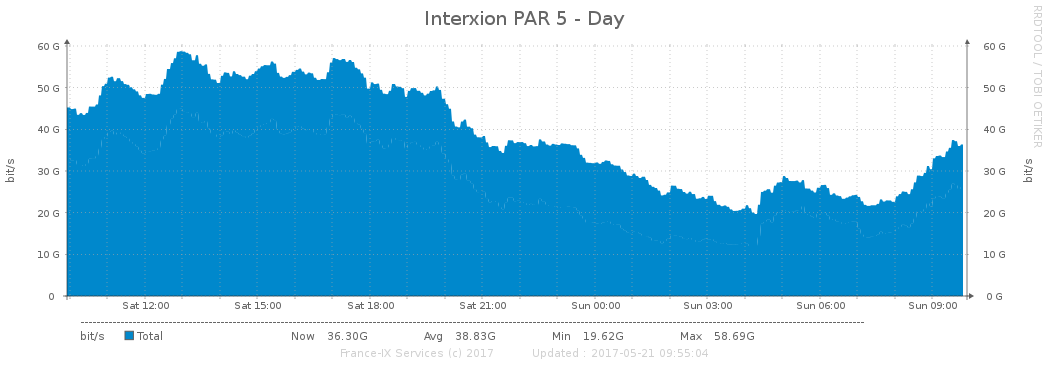 Interxion PAR 5 - Day
RRDTOOL / TOBI OETIKER
60 G 60 G
50 G 50 G
40 G 40 G
30 G 30 G
20 G 20 G
10 G 10 G
0 0 G
bit/s bit/s
Sat 12:00 Sat 15:00 Sat 18:00 Sat 21:00 Sun 00:00 Sun 03:00 Sun 06:00 Sun 09:00
bit/s Total Now 36.30G Avg 38.83G Min 19.62G Max 58.69G
France-IX Services (c) 2017 Updated : 2017-05-21 09:55:04